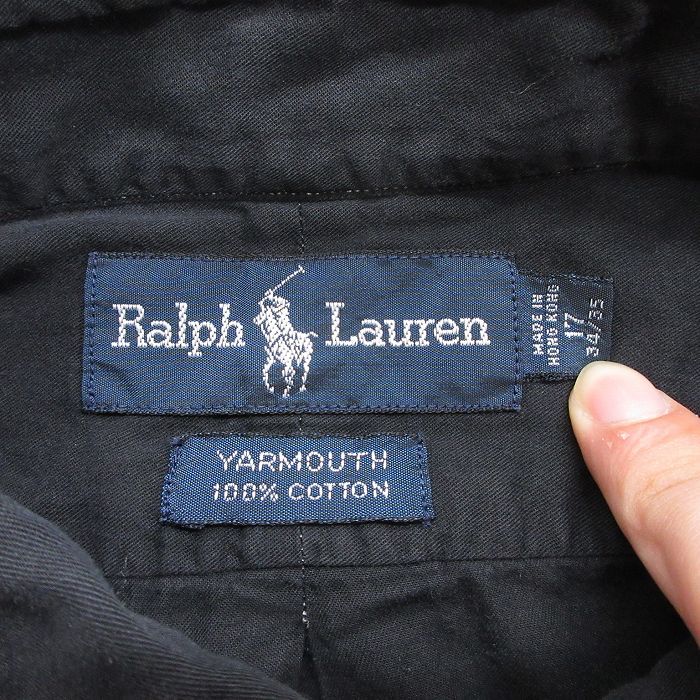 Ralph Lauren
MADE IN
HONG KONG
17
34/35
YARMOUTH
100% COTTON